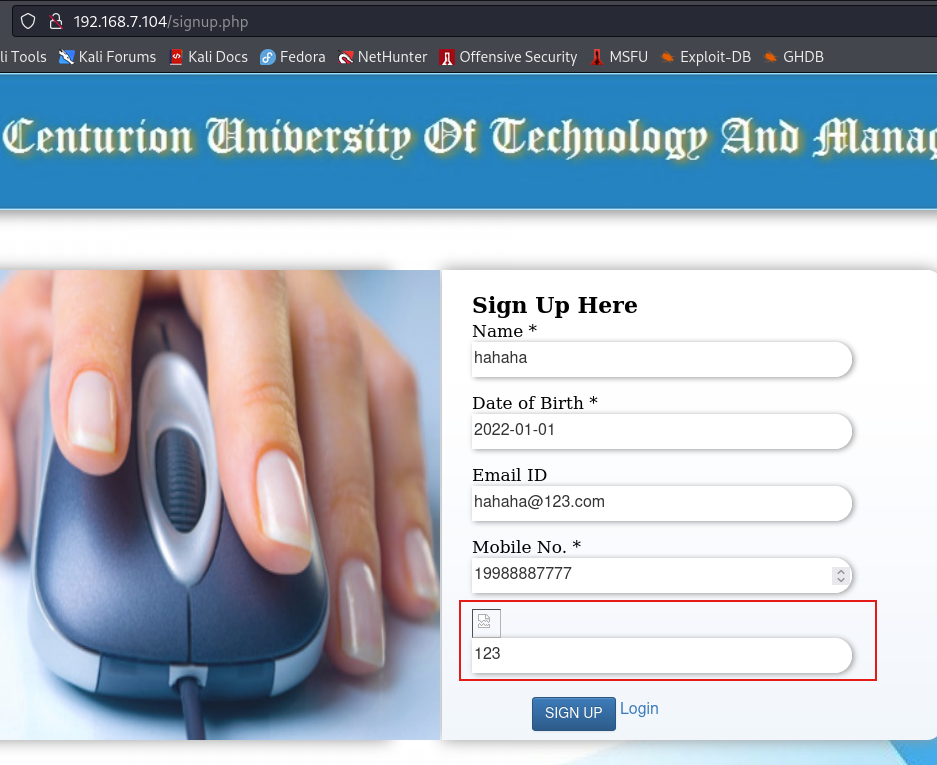 192.168.7.104/signup.php
li Tools Kali Forums Kali Docs Fedora NetHunter Offensive Security MSFU Exploit-DB GHDB
Centurion University Of Technology And Manag
Sign Up Here
Name *
hahaha
Date of Birth *
2022-01-01
Email ID
hahaha@123.com
Mobile No. *
19988887777
123
SIGN UP Login